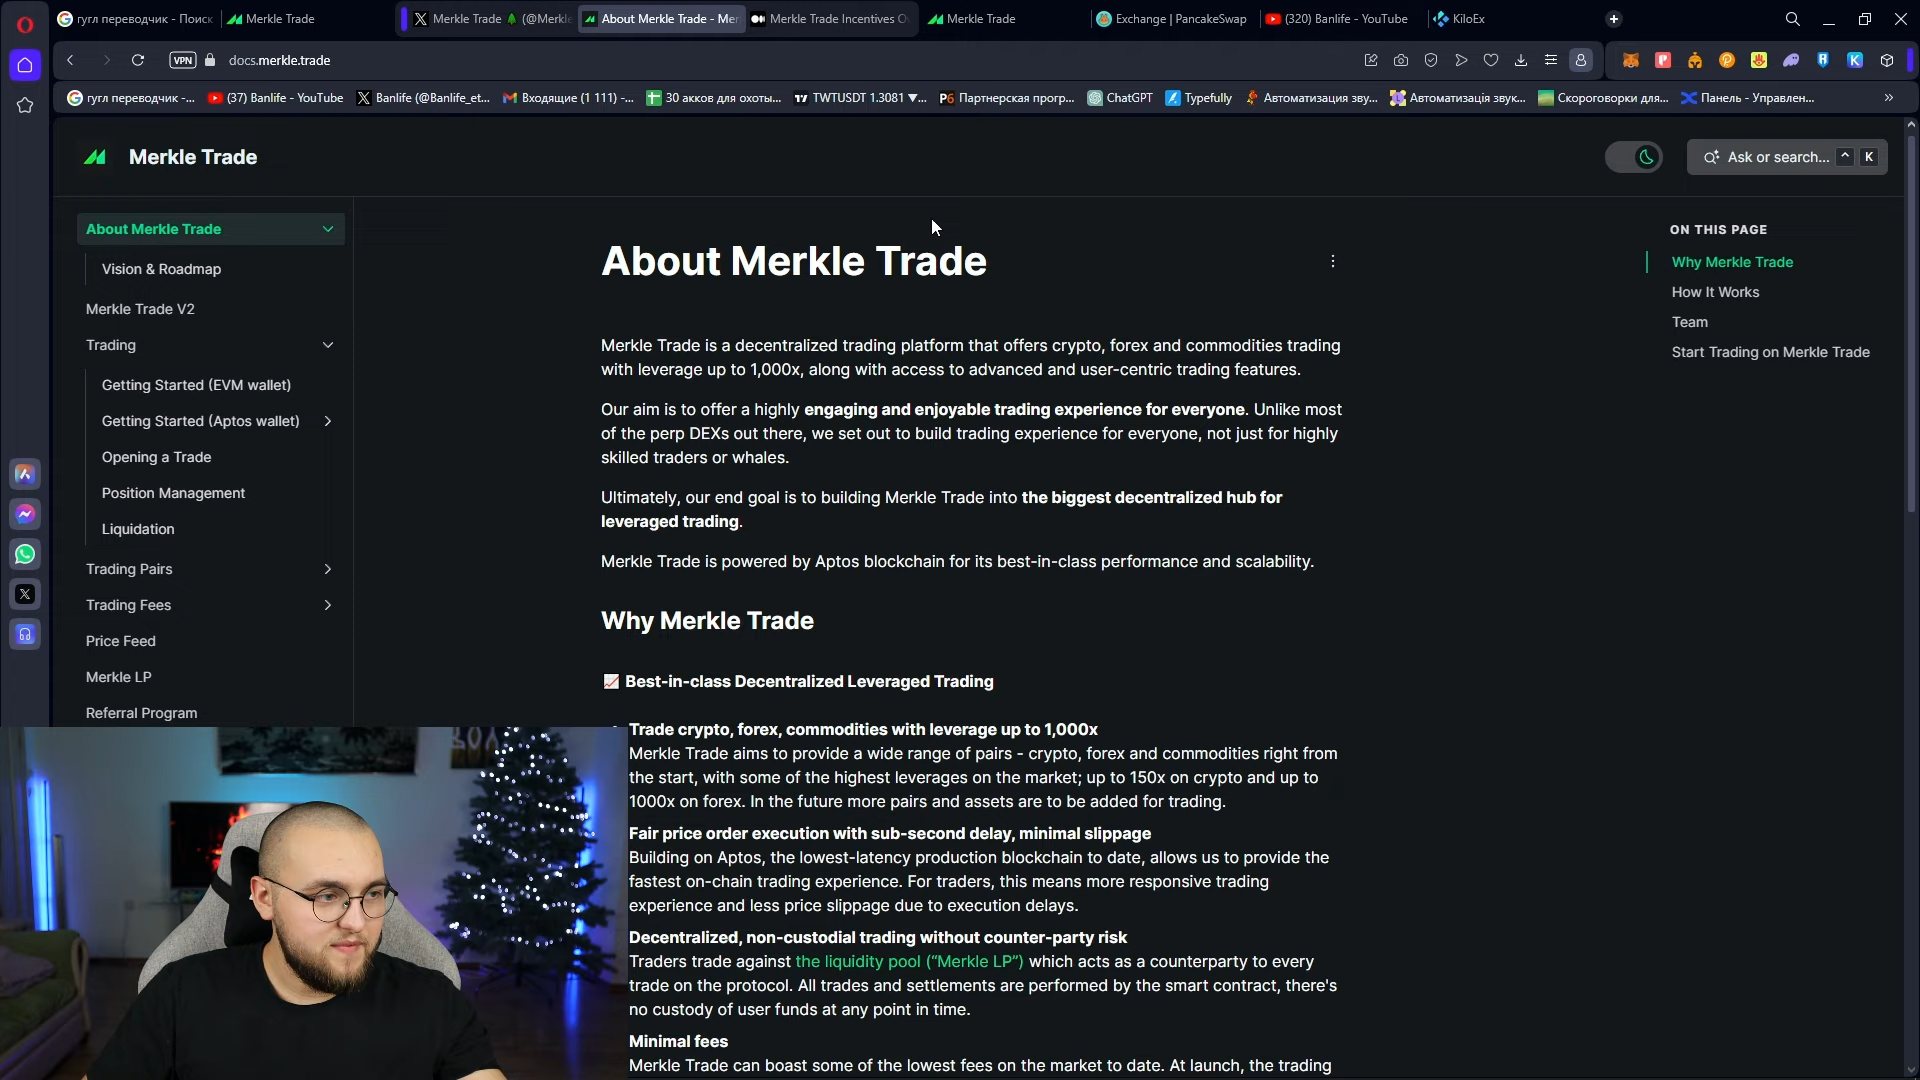 гугл переводчик - Поиск
Merkle Trade
Merkle Trade 🌲 (@Merkl
About Merkle Trade - Mer
Merkle Trade Incentives O
Merkle Trade
Exchange | PancakeSwap
(320) Banlife - YouTube
KiloEx
VPN
docs.merkle.trade
гугл переводчик -...
(37) Banlife - YouTube
Banlife (@Banlife_et...
Входящие (1 111) -...
30 акков для охоты...
TWTUSDT 1.3081 ▼...
Партнерская прогр...
ChatGPT
Typefully
Автоматизация зву...
Автоматизація звук...
Скороговорки для...
Панель - Управлен...
»
Merkle Trade
Ask or search...
⌃
K
About Merkle Trade
Vision & Roadmap
Merkle Trade V2
Trading
Getting Started (EVM wallet)
Getting Started (Aptos wallet)
Opening a Trade
Position Management
Liquidation
Trading Pairs
Trading Fees
Price Feed
Merkle LP
Referral Program
About Merkle Trade
Merkle Trade is a decentralized trading platform that offers crypto, forex and commodities trading
with leverage up to 1,000x, along with access to advanced and user-centric trading features.
Our aim is to offer a highly engaging and enjoyable trading experience for everyone. Unlike most
of the perp DEXs out there, we set out to build trading experience for everyone, not just for highly
skilled traders or whales.
Ultimately, our end goal is to building Merkle Trade into the biggest decentralized hub for
leveraged trading.
Merkle Trade is powered by Aptos blockchain for its best-in-class performance and scalability.
Why Merkle Trade
📈 Best-in-class Decentralized Leveraged Trading
Trade crypto, forex, commodities with leverage up to 1,000x
Merkle Trade aims to provide a wide range of pairs - crypto, forex and commodities right from
the start, with some of the highest leverages on the market; up to 150x on crypto and up to
1000x on forex. In the future more pairs and assets are to be added for trading.
Fair price order execution with sub-second delay, minimal slippage
Building on Aptos, the lowest-latency production blockchain to date, allows us to provide the
fastest on-chain trading experience. For traders, this means more responsive trading
experience and less price slippage due to execution delays.
Decentralized, non-custodial trading without counter-party risk
Traders trade against the liquidity pool (“Merkle LP”) which acts as a counterparty to every
trade on the protocol. All trades and settlements are performed by the smart contract, there's
no custody of user funds at any point in time.
Minimal fees
Merkle Trade can boast some of the lowest fees on the market to date. At launch, the trading
ON THIS PAGE
Why Merkle Trade
How It Works
Team
Start Trading on Merkle Trade